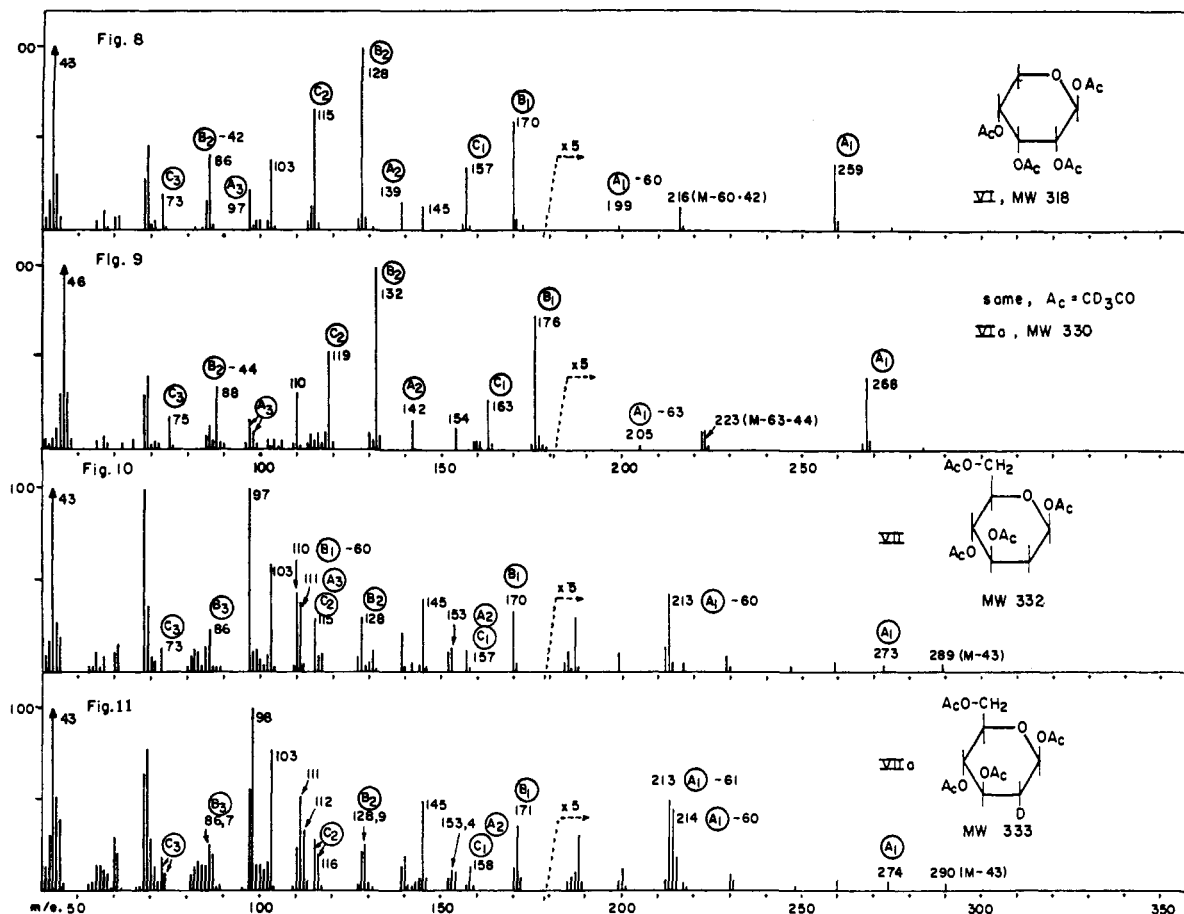 Fig. 8
00
43
C3
73
B2 -42
86
A3
97
103
C2
115
B2
128
A2
139
145
C1
157
B1
170
x5
A1 -60
199
216(M-60-42)
A1
259
O
OAc
AcO
OAc OAc
VI, MW 318
Fig. 9
00
46
C3
75
B2 -44
88
A3
110
C2
119
B2
132
A2
142
154
C1
163
B1
176
x5
A1 -63
205
223(M-63-44)
A1
268
same, Ac = CD3CO
VIa, MW 330
Fig.10
100 150 200 250 300
100
43
C3
73
B3
86
97
103
110 B1 -60
111 A3
C2
115
B2
128
145
153
A2
C1
157
B1
170
x5
213 A1 -60
A1
273
289 (M-43)
VII
AcO-CH2
O
OAc
OAc
AcO
MW 332
Fig.11
100
43
C3
B3
86,7
98
103
111
112
C2
116
B2
128,9
145
153,4 A2
C1
158
B1
171
x5
213 A1 -61
214 A1 -60
A1
274
290 (M-43)
VIIa
AcO-CH2
O
OAc
OAc
AcO
D
MW 333
m/e. 50 100 150 200 250 300 350